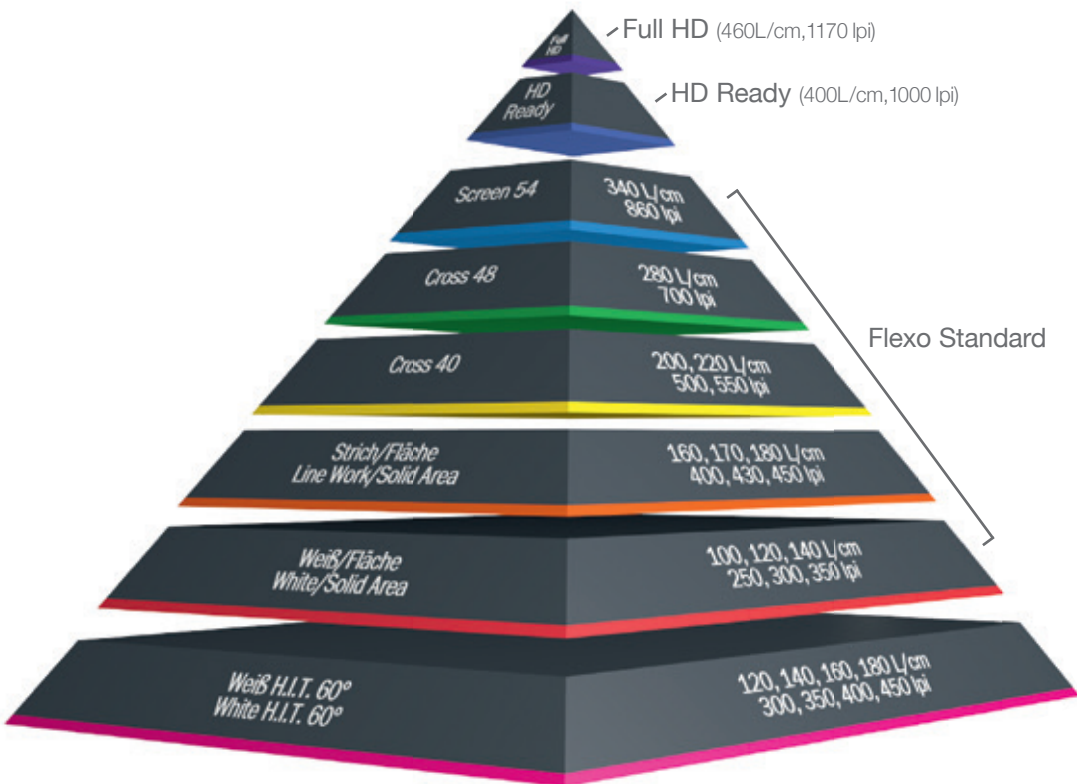 Full
HD
Full HD (460L/cm,1170 lpi)
HD
Ready
HD Ready (400L/cm,1000 lpi)
Screen 54
340 L/cm
860 lpi
Cross 48
280 L/cm
700 lpi
Flexo Standard
Cross 40
200, 220 L/cm
500, 550 lpi
Strich/Fläche
Line Work/Solid Area
160, 170, 180 L/cm
400, 430, 450 lpi
Weiß/Fläche
White/Solid Area
100, 120, 140 L/cm
250, 300, 350 lpi
Weiß H.I.T. 60°
White H.I.T. 60°
120, 140, 160, 180 L/cm
300, 350, 400, 450 lpi